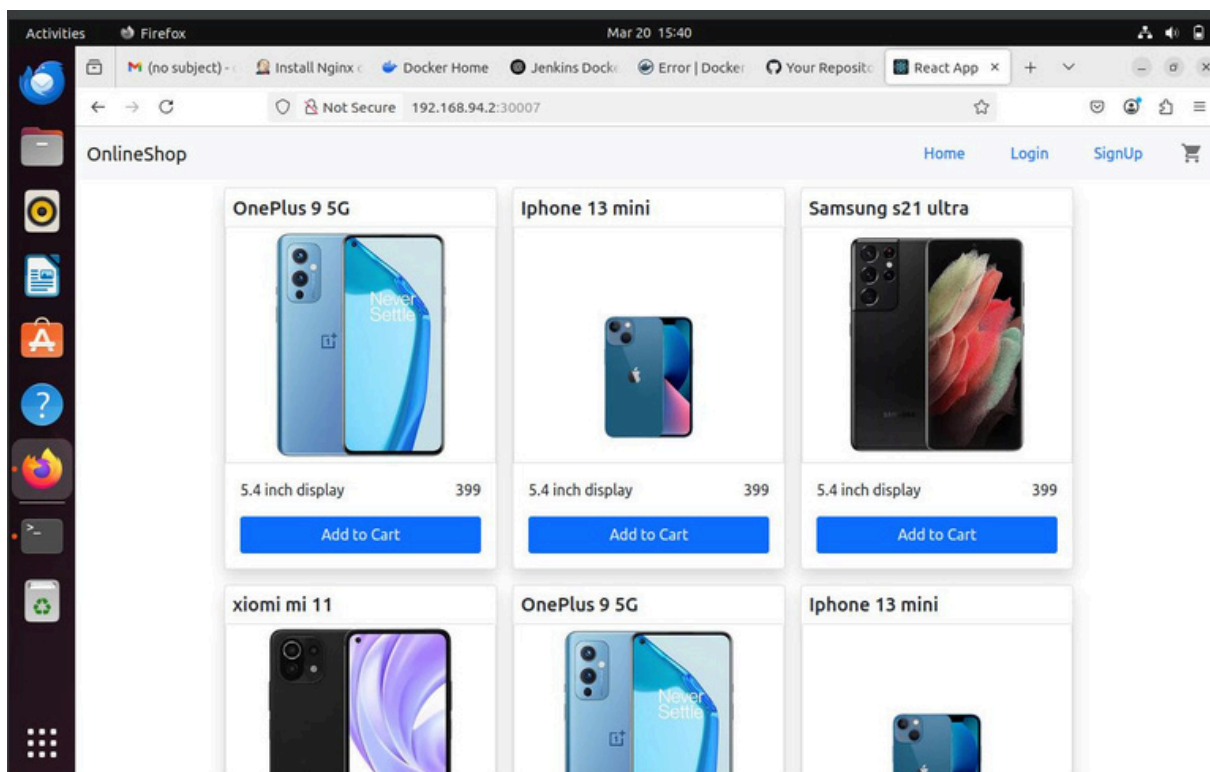 Activities Firefox Mar 20 15:40
(no subject) - Install Nginx Docker Home Jenkins Docke Error | Docker Your Reposito React App
Not Secure 192.168.94.2:30007
OnlineShop Home Login SignUp
OnePlus 9 5G Iphone 13 mini Samsung s21 ultra
Never
Settle
5.4 inch display 399 5.4 inch display 399 5.4 inch display 399
Add to Cart Add to Cart Add to Cart
xiomi mi 11 OnePlus 9 5G Iphone 13 mini
Never
Settle